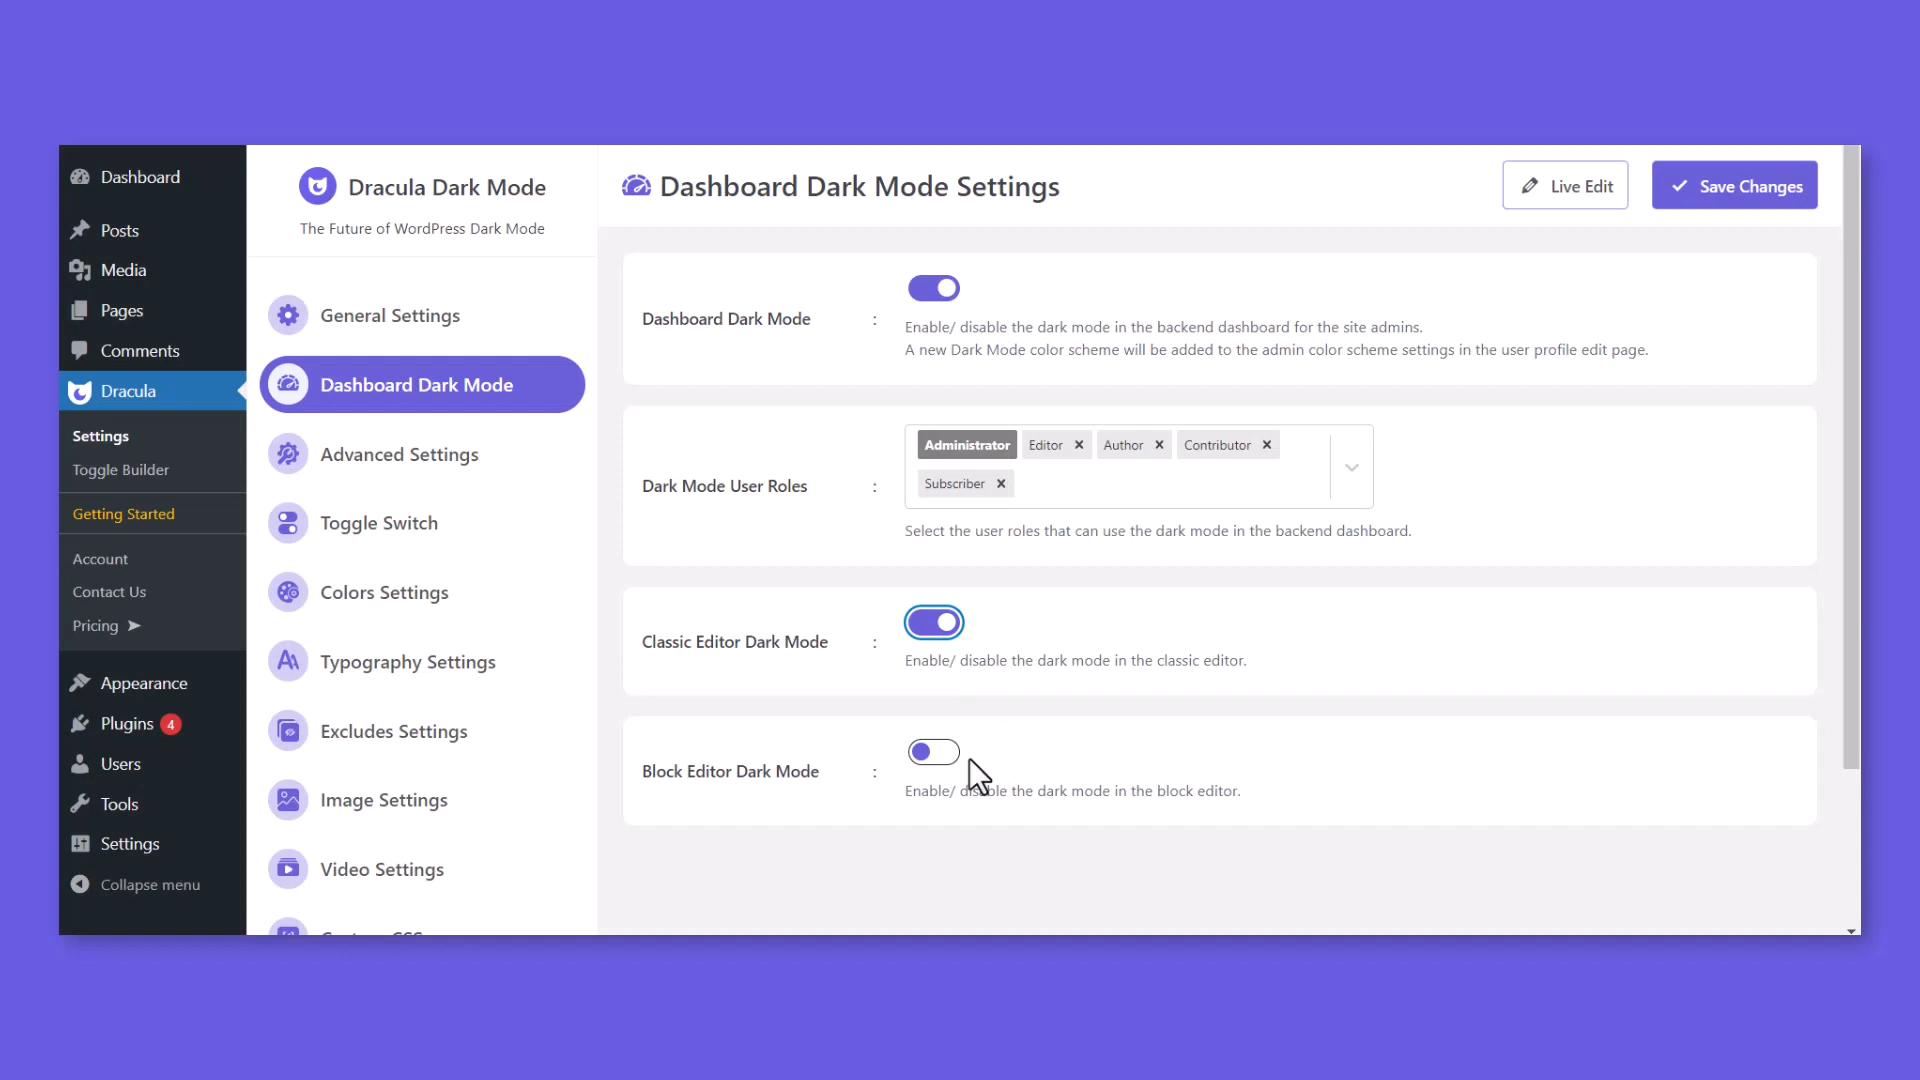 Dashboard
Posts
Media
Pages
Comments
Dracula
Settings
Toggle Builder
Getting Started
Account
Contact Us
Pricing ➤
Appearance
Plugins 4
Users
Tools
Settings
Collapse menu
Dracula Dark Mode
The Future of WordPress Dark Mode
General Settings
Dashboard Dark Mode
Advanced Settings
Toggle Switch
Colors Settings
Typography Settings
Excludes Settings
Image Settings
Video Settings
Dashboard Dark Mode Settings
Live Edit
Save Changes
Dashboard Dark Mode :
Enable/ disable the dark mode in the backend dashboard for the site admins.
A new Dark Mode color scheme will be added to the admin color scheme settings in the user profile edit page.
Dark Mode User Roles :
Administrator Editor × Author × Contributor ×
Subscriber ×
Select the user roles that can use the dark mode in the backend dashboard.
Classic Editor Dark Mode :
Enable/ disable the dark mode in the classic editor.
Block Editor Dark Mode :
Enable/ disable the dark mode in the block editor.